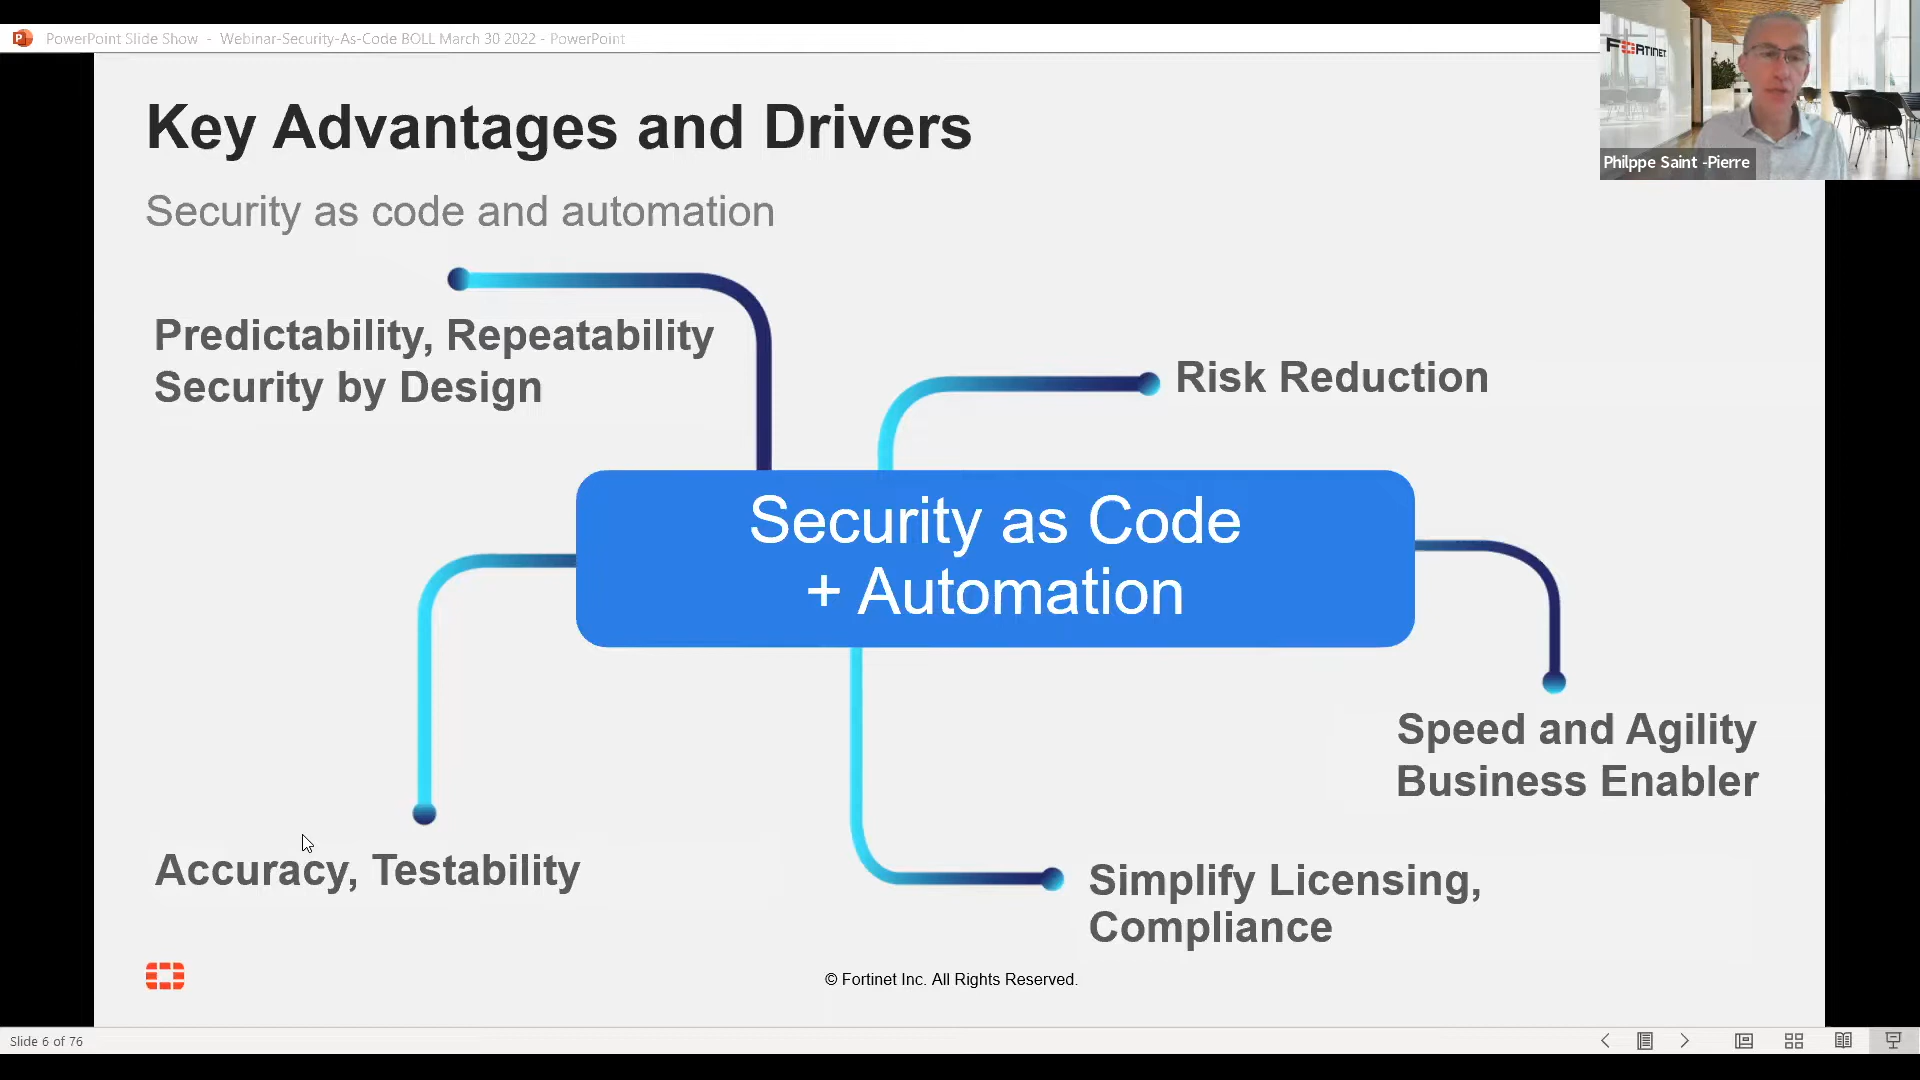 PowerPoint Slide Show - Webinar-Security-As-Code BOLL March 30 2022 - PowerPoint
FORTINET
Philppe Saint -Pierre
Key Advantages and Drivers
Security as code and automation
Predictability, Repeatability
Security by Design
Risk Reduction
Security as Code
+ Automation
Speed and Agility
Business Enabler
Accuracy, Testability
Simplify Licensing,
Compliance
© Fortinet Inc. All Rights Reserved.
Slide 6 of 76